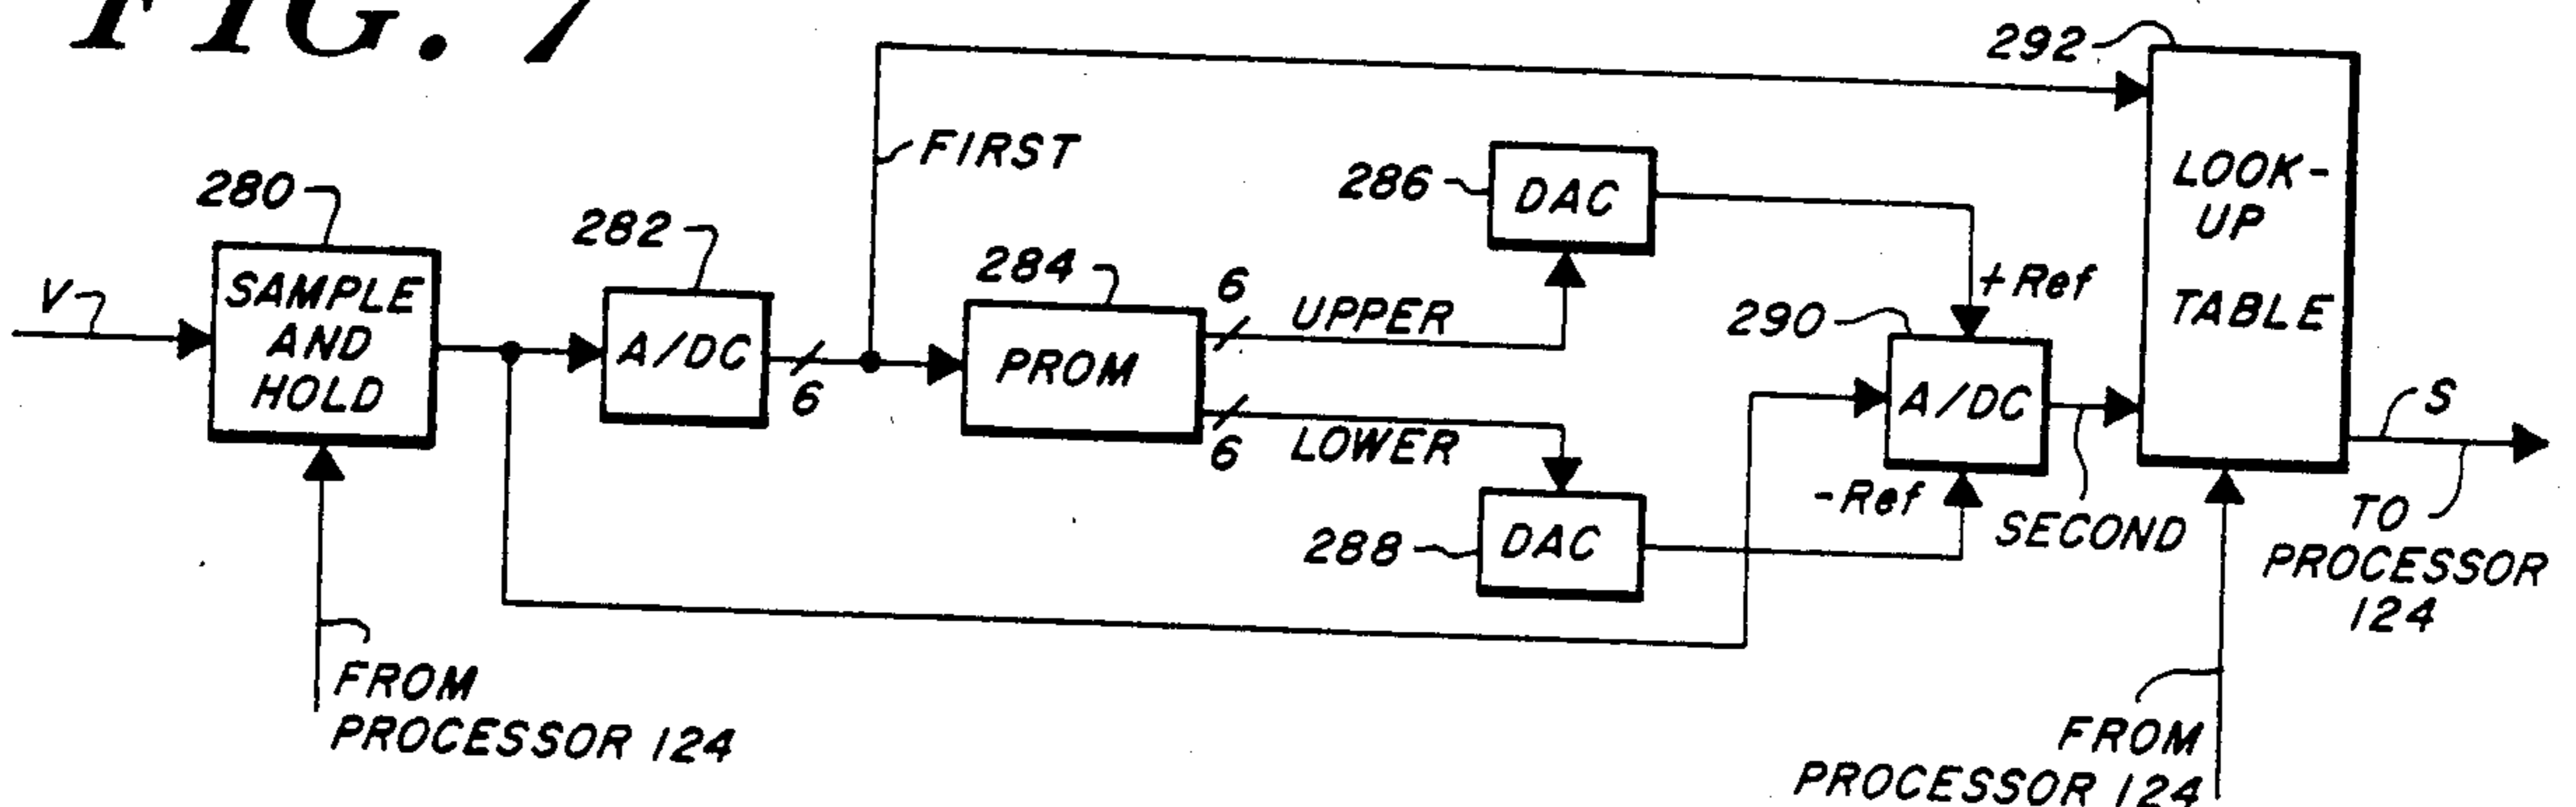 FIG. 7
292
LOOK-
UP
TABLE
FIRST
286
DAC
280
SAMPLE
AND
HOLD
V
282
A/DC
6
284
PROM
6
UPPER
6
LOWER
+Ref
290
A/DC
-Ref
SECOND
288
DAC
S
TO
PROCESSOR
124
FROM
PROCESSOR 124
FROM
PROCESSOR 124